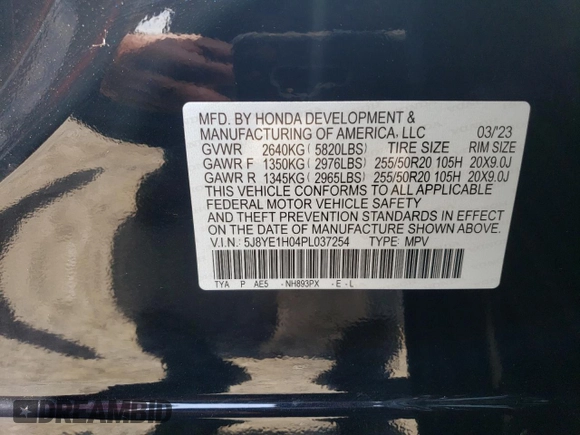 MFD. BY HONDA DEVELOPMENT &
MANUFACTURING OF AMERICA, LLC 03/'23
GVWR 2640KG (5820LBS) TIRE SIZE RIM SIZE
GAWR F 1350KG (2976LBS) 255/50R20 105H 20X9.0J
GAWR R 1345KG (2965LBS) 255/50R20 105H 20X9.0J
THIS VEHICLE CONFORMS TO ALL APPLICABLE
FEDERAL MOTOR VEHICLE SAFETY
AND THEFT PREVENTION STANDARDS IN EFFECT
ON THE DATE OF MANUFACTURE SHOWN ABOVE.
V.I.N.: 5J8YE1H04PL037254 TYPE: MPV
TYA P AE5 -NH893PX -E -L
DREAMBID